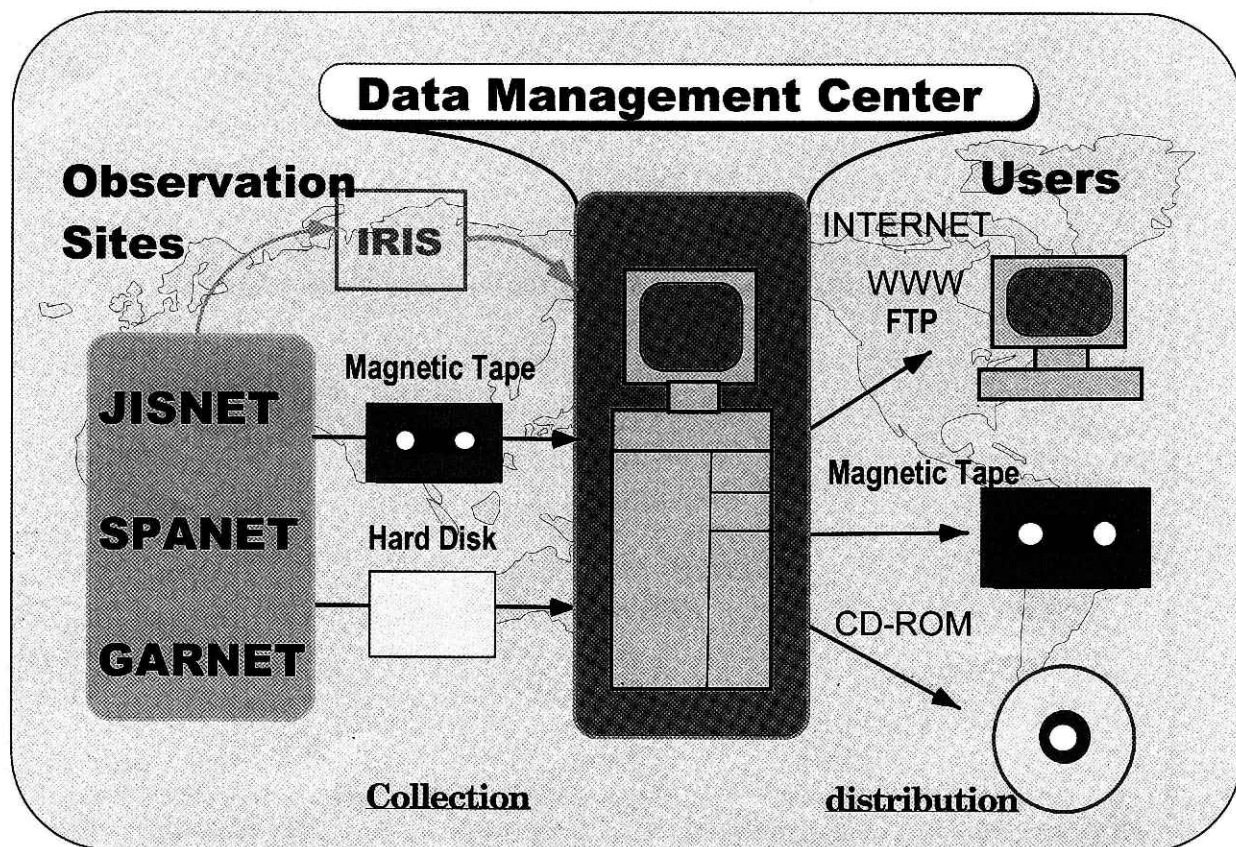 Data Management Center
Observation
Sites
IRIS
JISNET
SPANET
GARNET
Magnetic Tape
Hard Disk
Users
INTERNET
WWW
FTP
Magnetic Tape
CD-ROM
Collection
distribution